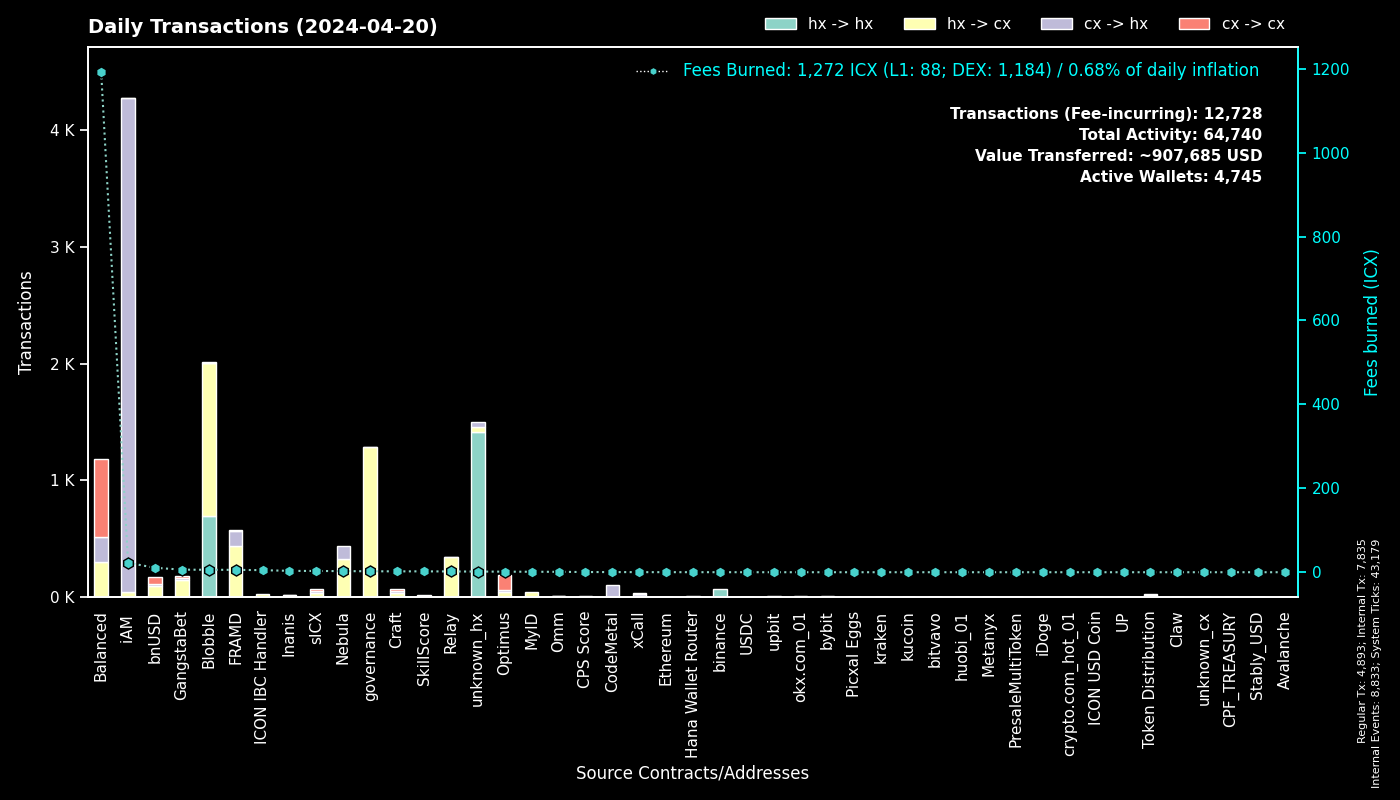 Daily Transactions (2024-04-20)
hx -> hx
hx -> cx
cx -> hx
cx -> cx
Fees Burned: 1,272 ICX (L1: 88; DEX: 1,184) / 0.68% of daily inflation
Transactions (Fee-incurring): 12,728
Total Activity: 64,740
Value Transferred: ~907,685 USD
Active Wallets: 4,745
Transactions
4 K
3 K
2 K
1 K
0 K
1200
1000
800
600
400
200
0
Fees burned (ICX)
Balanced
iAM
bnUSD
GangstaBet
Blobble
FRAMD
ICON IBC Handler
Inanis
sICX
Nebula
governance
Craft
SkillScore
Relay
unknown_hx
Optimus
MyID
Omm
CPS Score
CodeMetal
xCall
Ethereum
Hana Wallet Router
binance
USDC
upbit
okx.com_01
bybit
Picxal Eggs
kraken
kucoin
bitvavo
huobi_01
Metanyx
PresaleMultiToken
iDoge
crypto.com_hot_01
ICON USD Coin
UP
Token Distribution
Claw
unknown_cx
CPF_TREASURY
Stably_USD
Avalanche
Source Contracts/Addresses
Regular Tx: 4,893; Internal Tx: 7,835
Internal Events: 8,833; System Ticks: 43,179